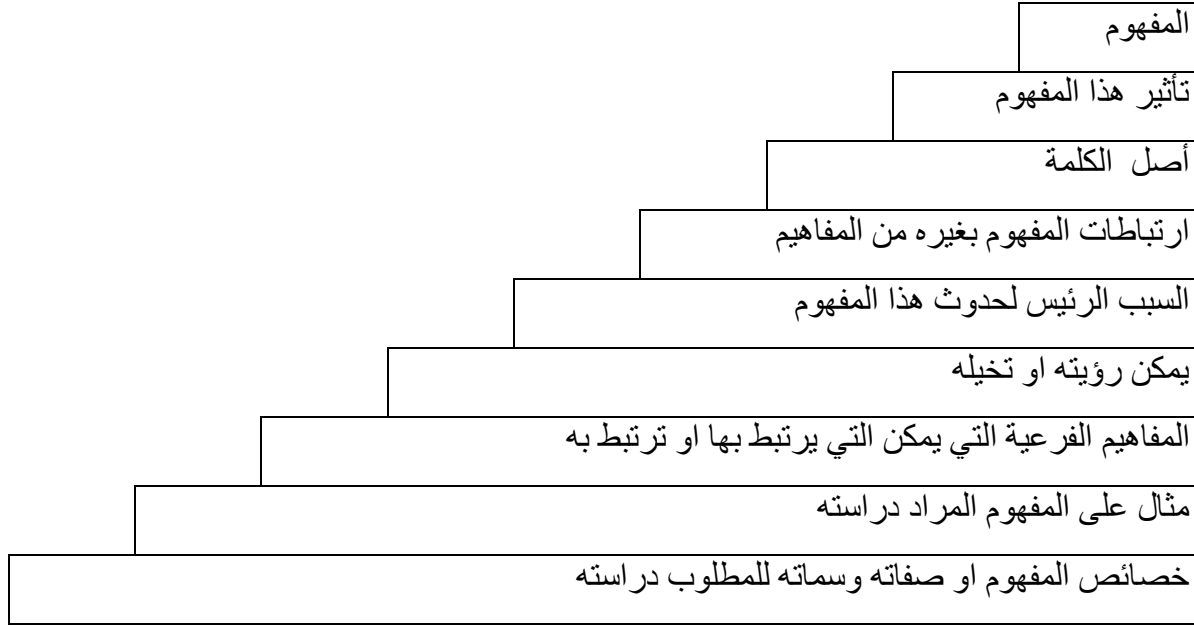 المفهوم
تأثير هذا المفهوم
أصل الكلمة
ارتباطات المفهوم بغيره من المفاهيم
السبب الرئيس لحدوث هذا المفهوم
يمكن رؤيته او تخيله
المفاهيم الفرعية التي يمكن التي يرتبط بها او ترتبط به
مثال على المفهوم المراد دراسته
خصائص المفهوم او صفاته وسماته للمطلوب دراسته